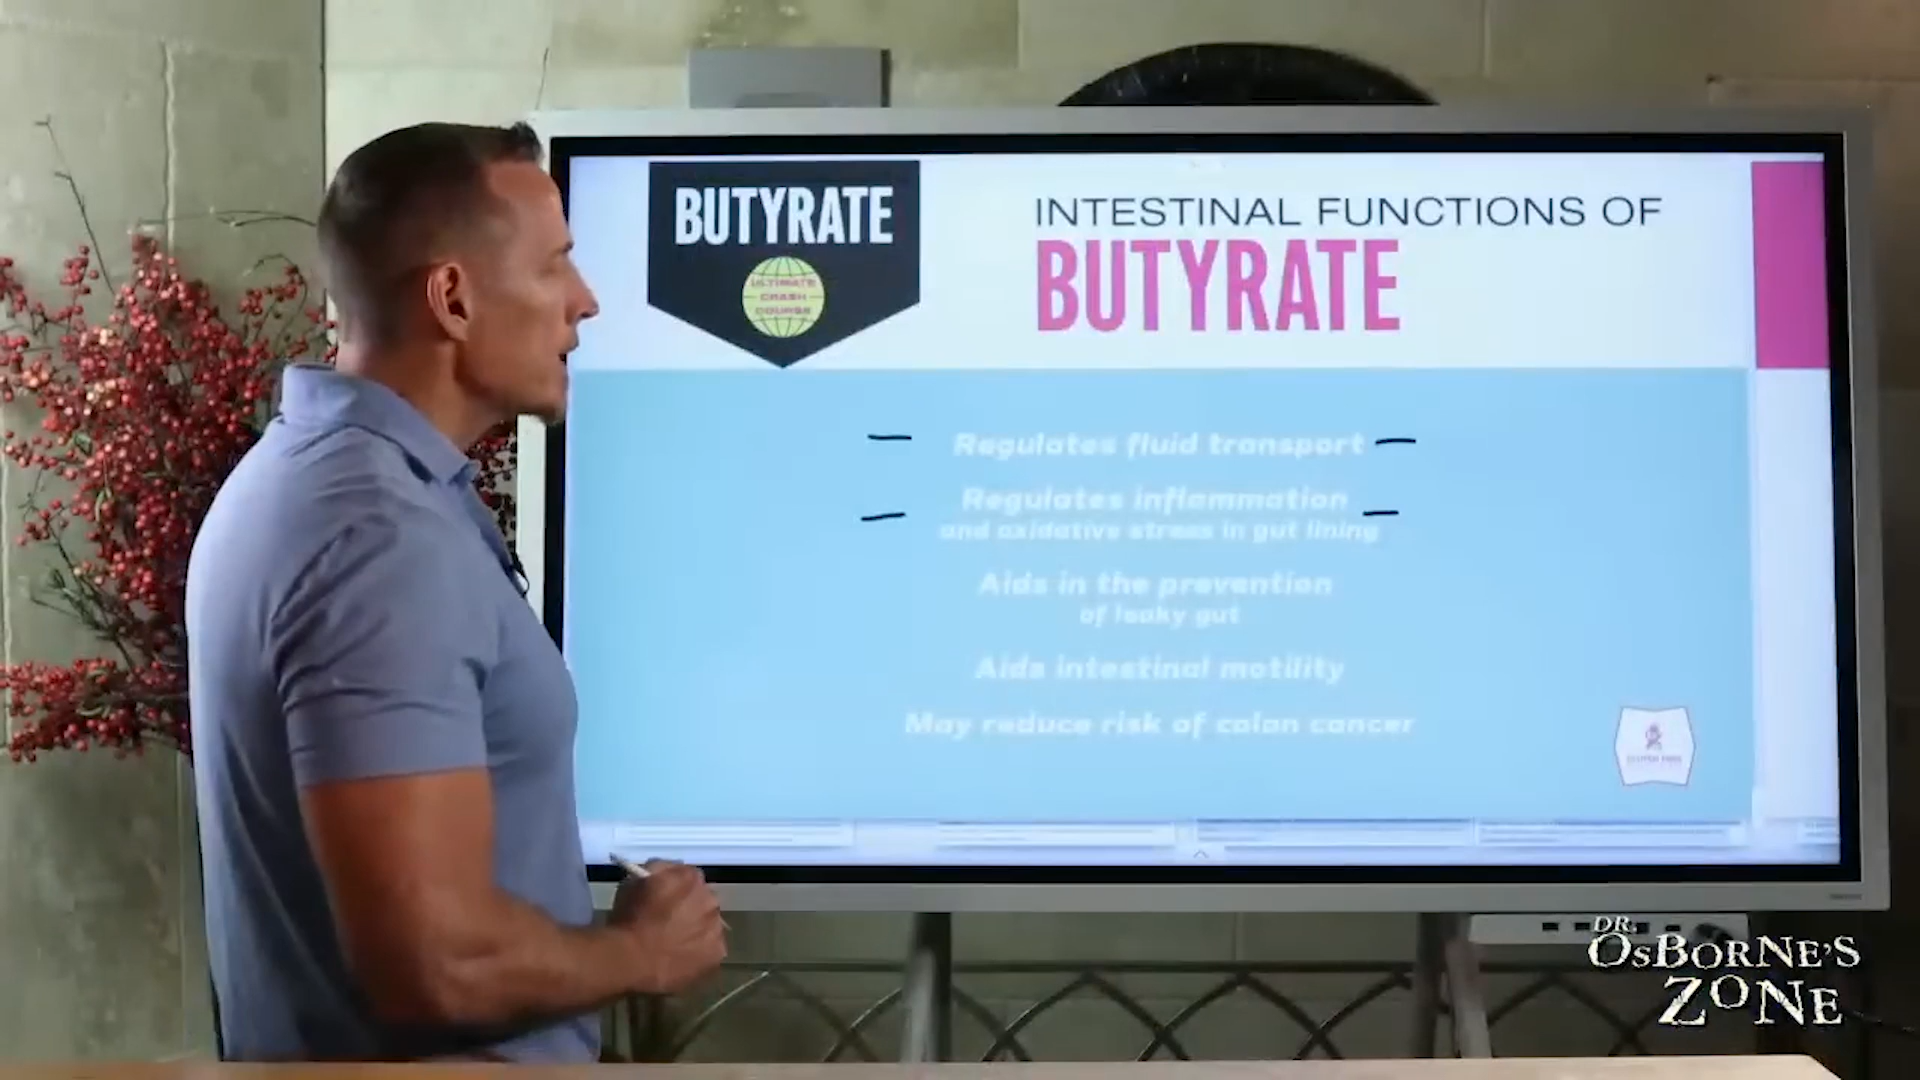 BUTYRATE
ULTIMATE
CRASH
COURSE
INTESTINAL FUNCTIONS OF
BUTYRATE
Regulates fluid transport
Regulates inflammation
and oxidative stress in gut lining
Aids in the prevention
of leaky gut
Aids intestinal motility
May reduce risk of colon cancer
DR.
OSBORNE'S
ZONE